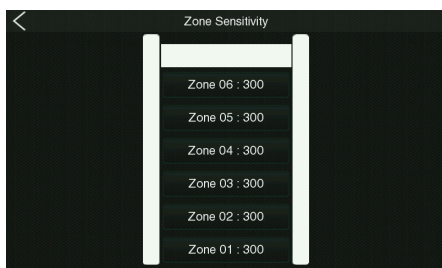 Zone Sensitivity
Zone 06 : 300
Zone 05 : 300
Zone 04 : 300
Zone 03 : 300
Zone 02 : 300
Zone 01 : 300